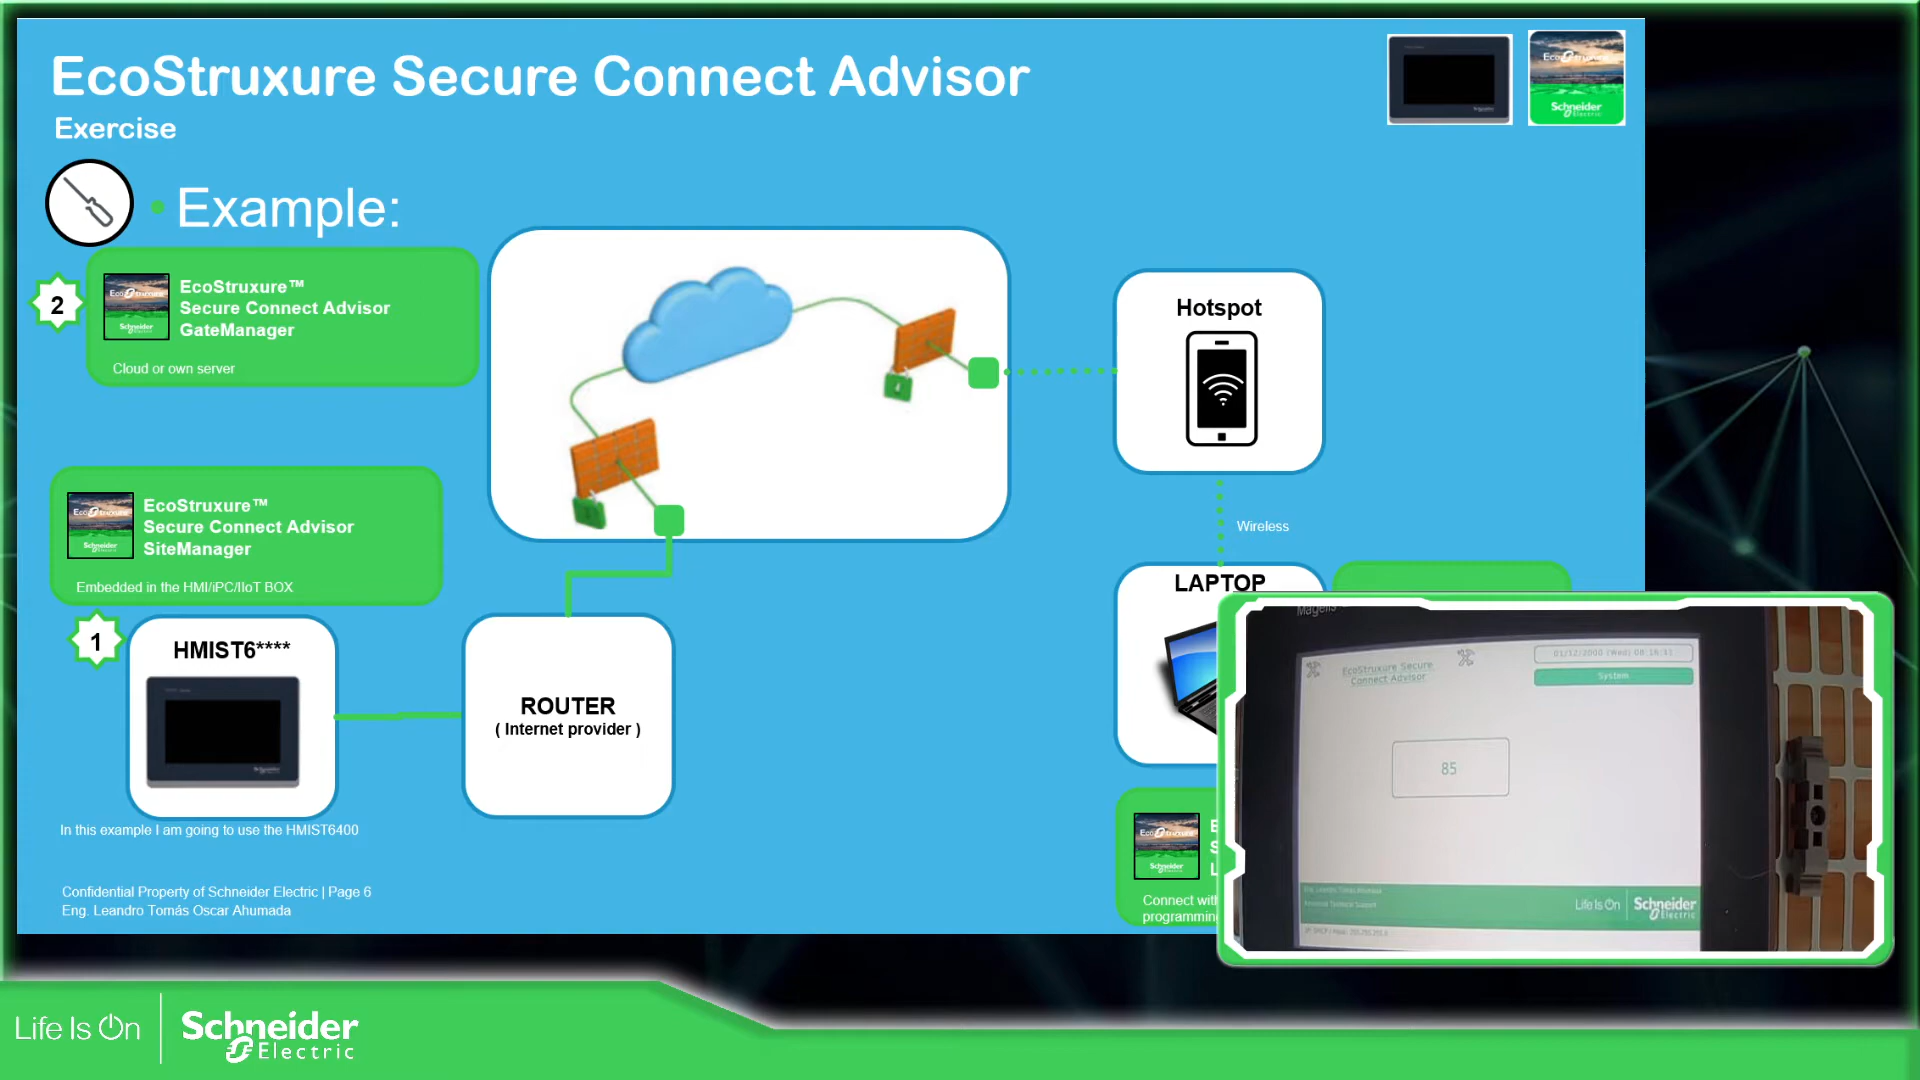 EcoStruxure Secure Connect Advisor
Exercise
• Example:
2
EcoStruxure™
Secure Connect Advisor
GateManager
Cloud or own server
EcoStruxure™
Secure Connect Advisor
SiteManager
Embedded in the HMI/iPC/IIoT BOX
1
HMIST6****
ROUTER
( Internet provider )
Hotspot
Wireless
LAPTOP
In this example I am going to use the HMIST6400
Confidential Property of Schneider Electric | Page 6
Eng. Leandro Tomás Oscar Ahumada
Connect with
programming
Magelis
EcoStruxure Secure
Connect Advisor
System
85
Life Is On
Schneider
Electric
Life Is On
Schneider
Electric